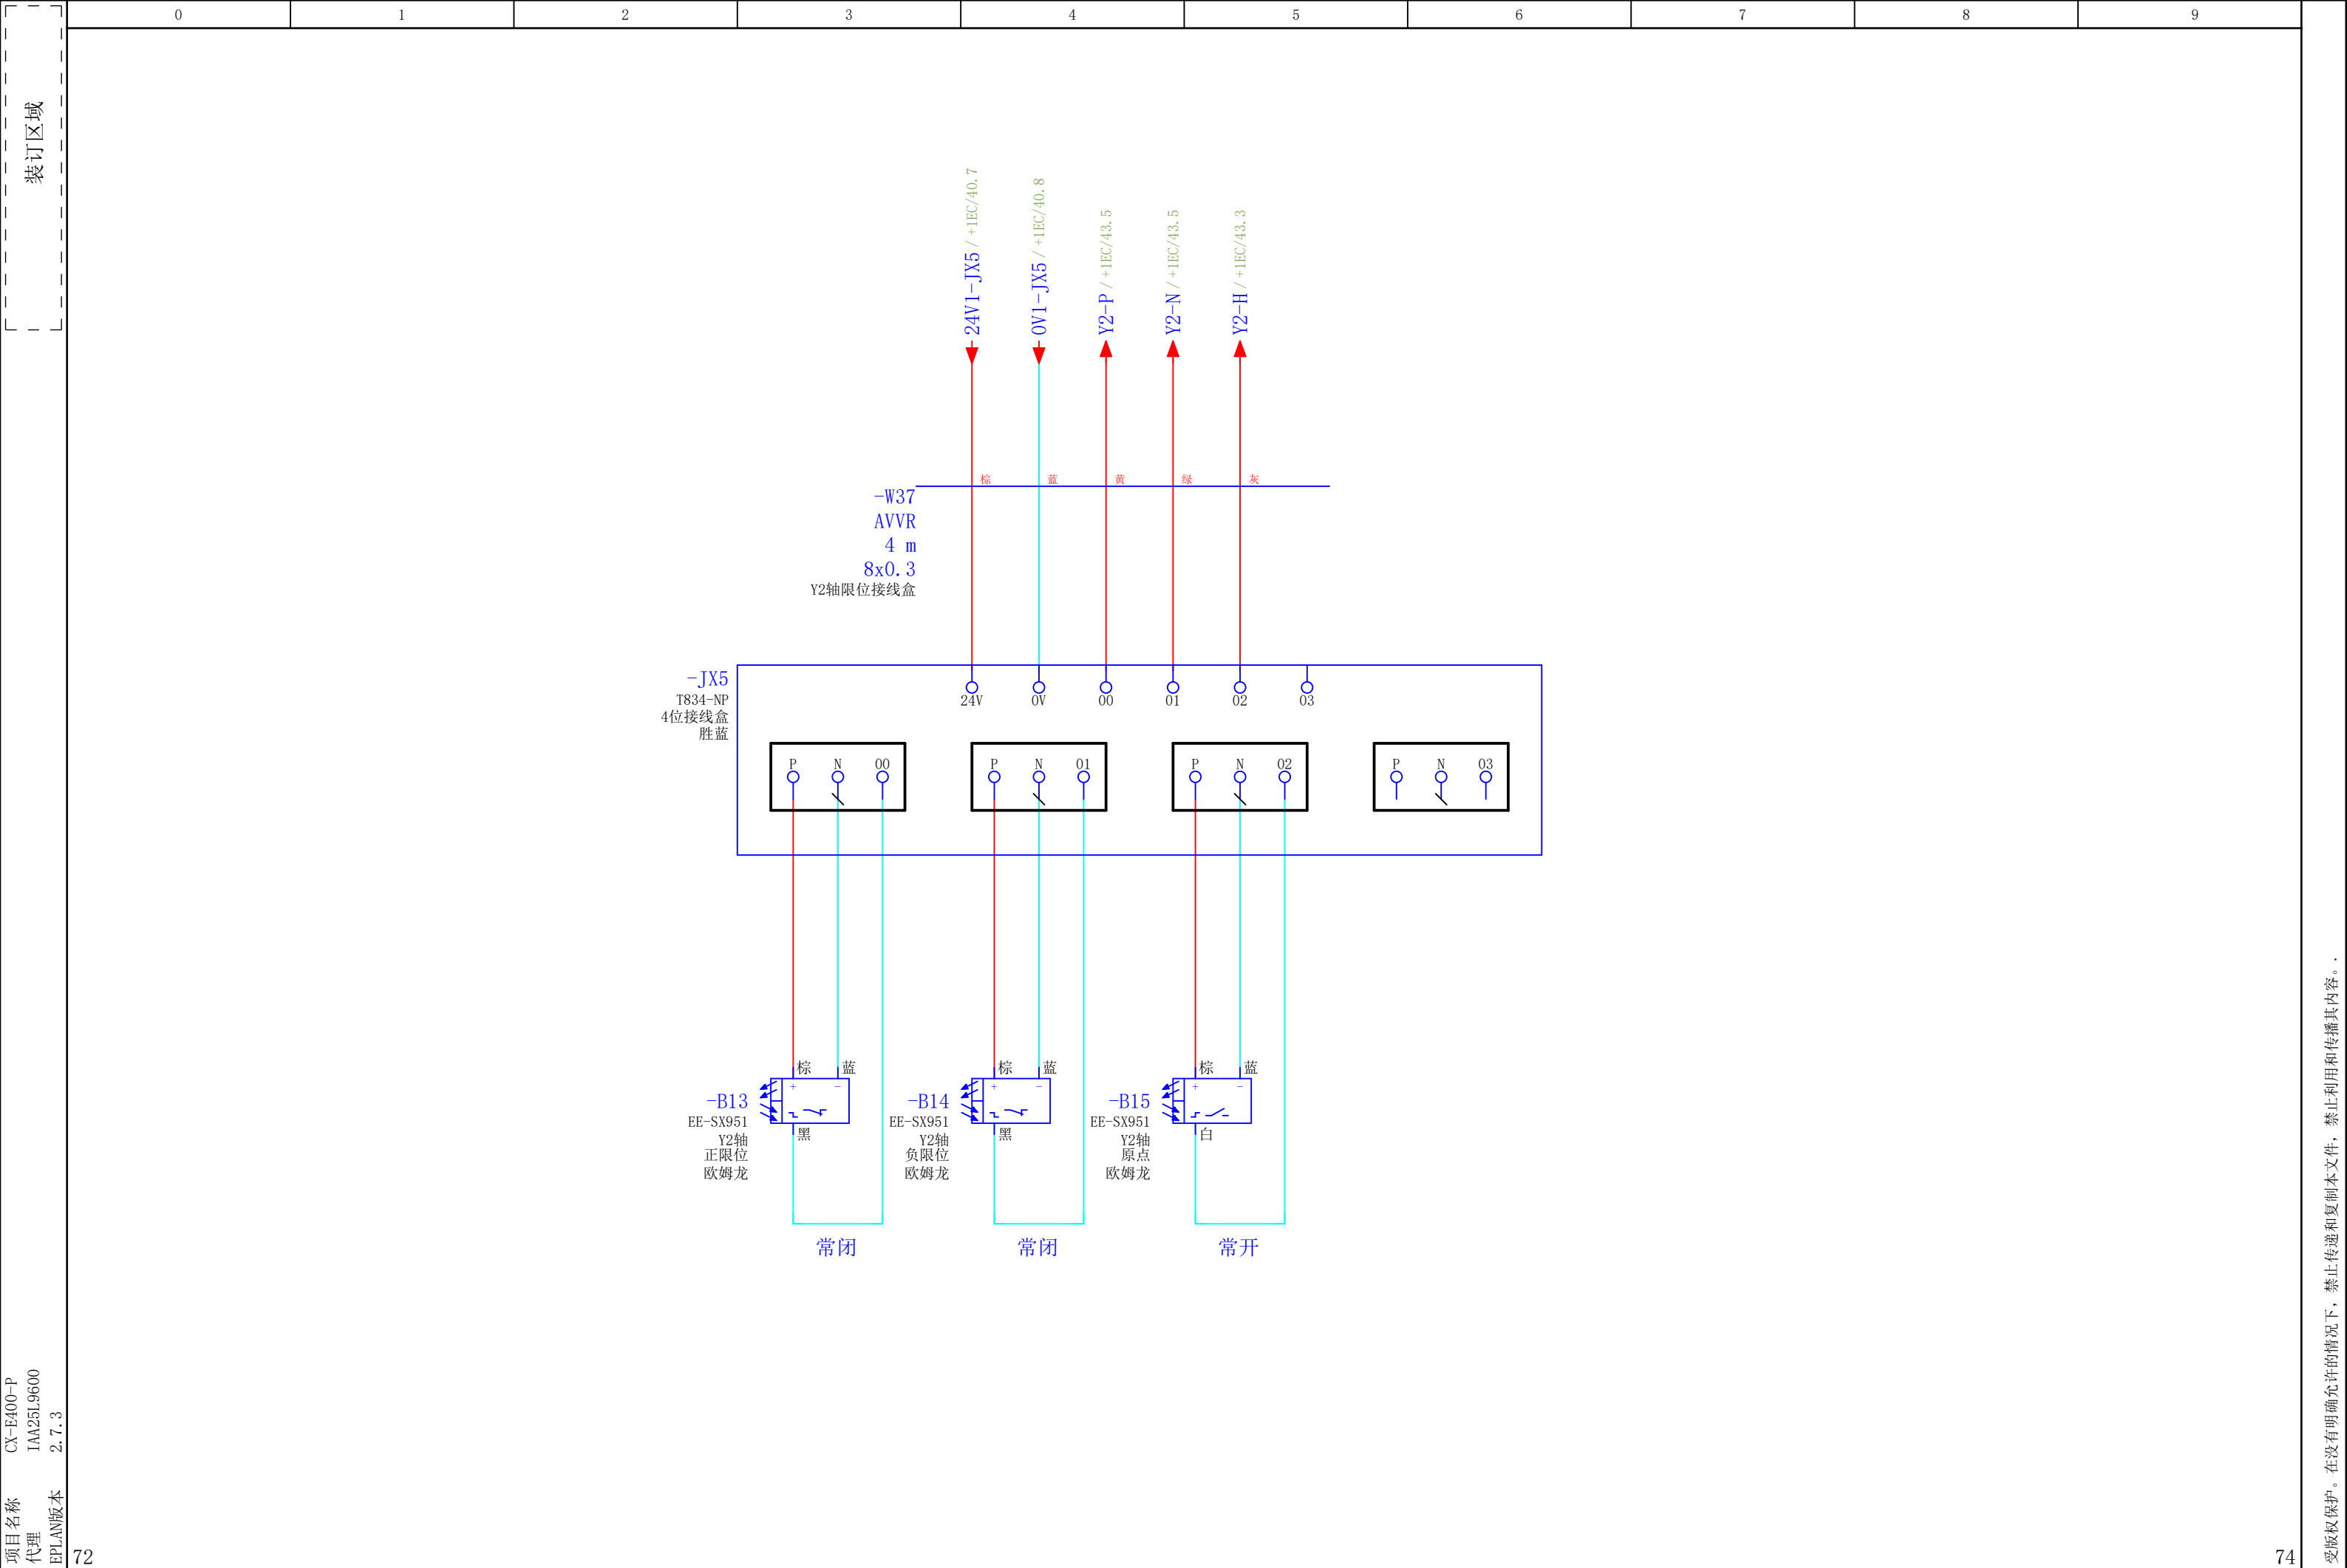 0 1 2 3 4 5 6 7 8 9
装订区域
24V1-JX5 / +1EC/40.7
0V1-JX5 / +1EC/40.8
Y2-P / +1EC/43.5
Y2-N / +1EC/43.5
Y2-H / +1EC/43.3
棕 蓝 黄 绿 灰
-W37
AVVR
4 m
8x0.3
Y2轴限位接线盒
-JX5
T834-NP
4位接线盒
胜蓝
24V 0V 00 01 02 03
P N 00 P N 01 P N 02 P N 03
棕 蓝 棕 蓝 棕 蓝
+ - + - + -
-B13
EE-SX951
Y2轴
正限位
欧姆龙
黑
-B14
EE-SX951
Y2轴
负限位
欧姆龙
黑
-B15
EE-SX951
Y2轴
原点
欧姆龙
白
常闭 常闭 常开
项目名称 CX-E400-P
代理 IAA25L9600
EPLAN版本 2.7.3
72
74
受版权保护。在没有明确允许的情况下，禁止传递和复制本文件，禁止利用和传播其内容。.